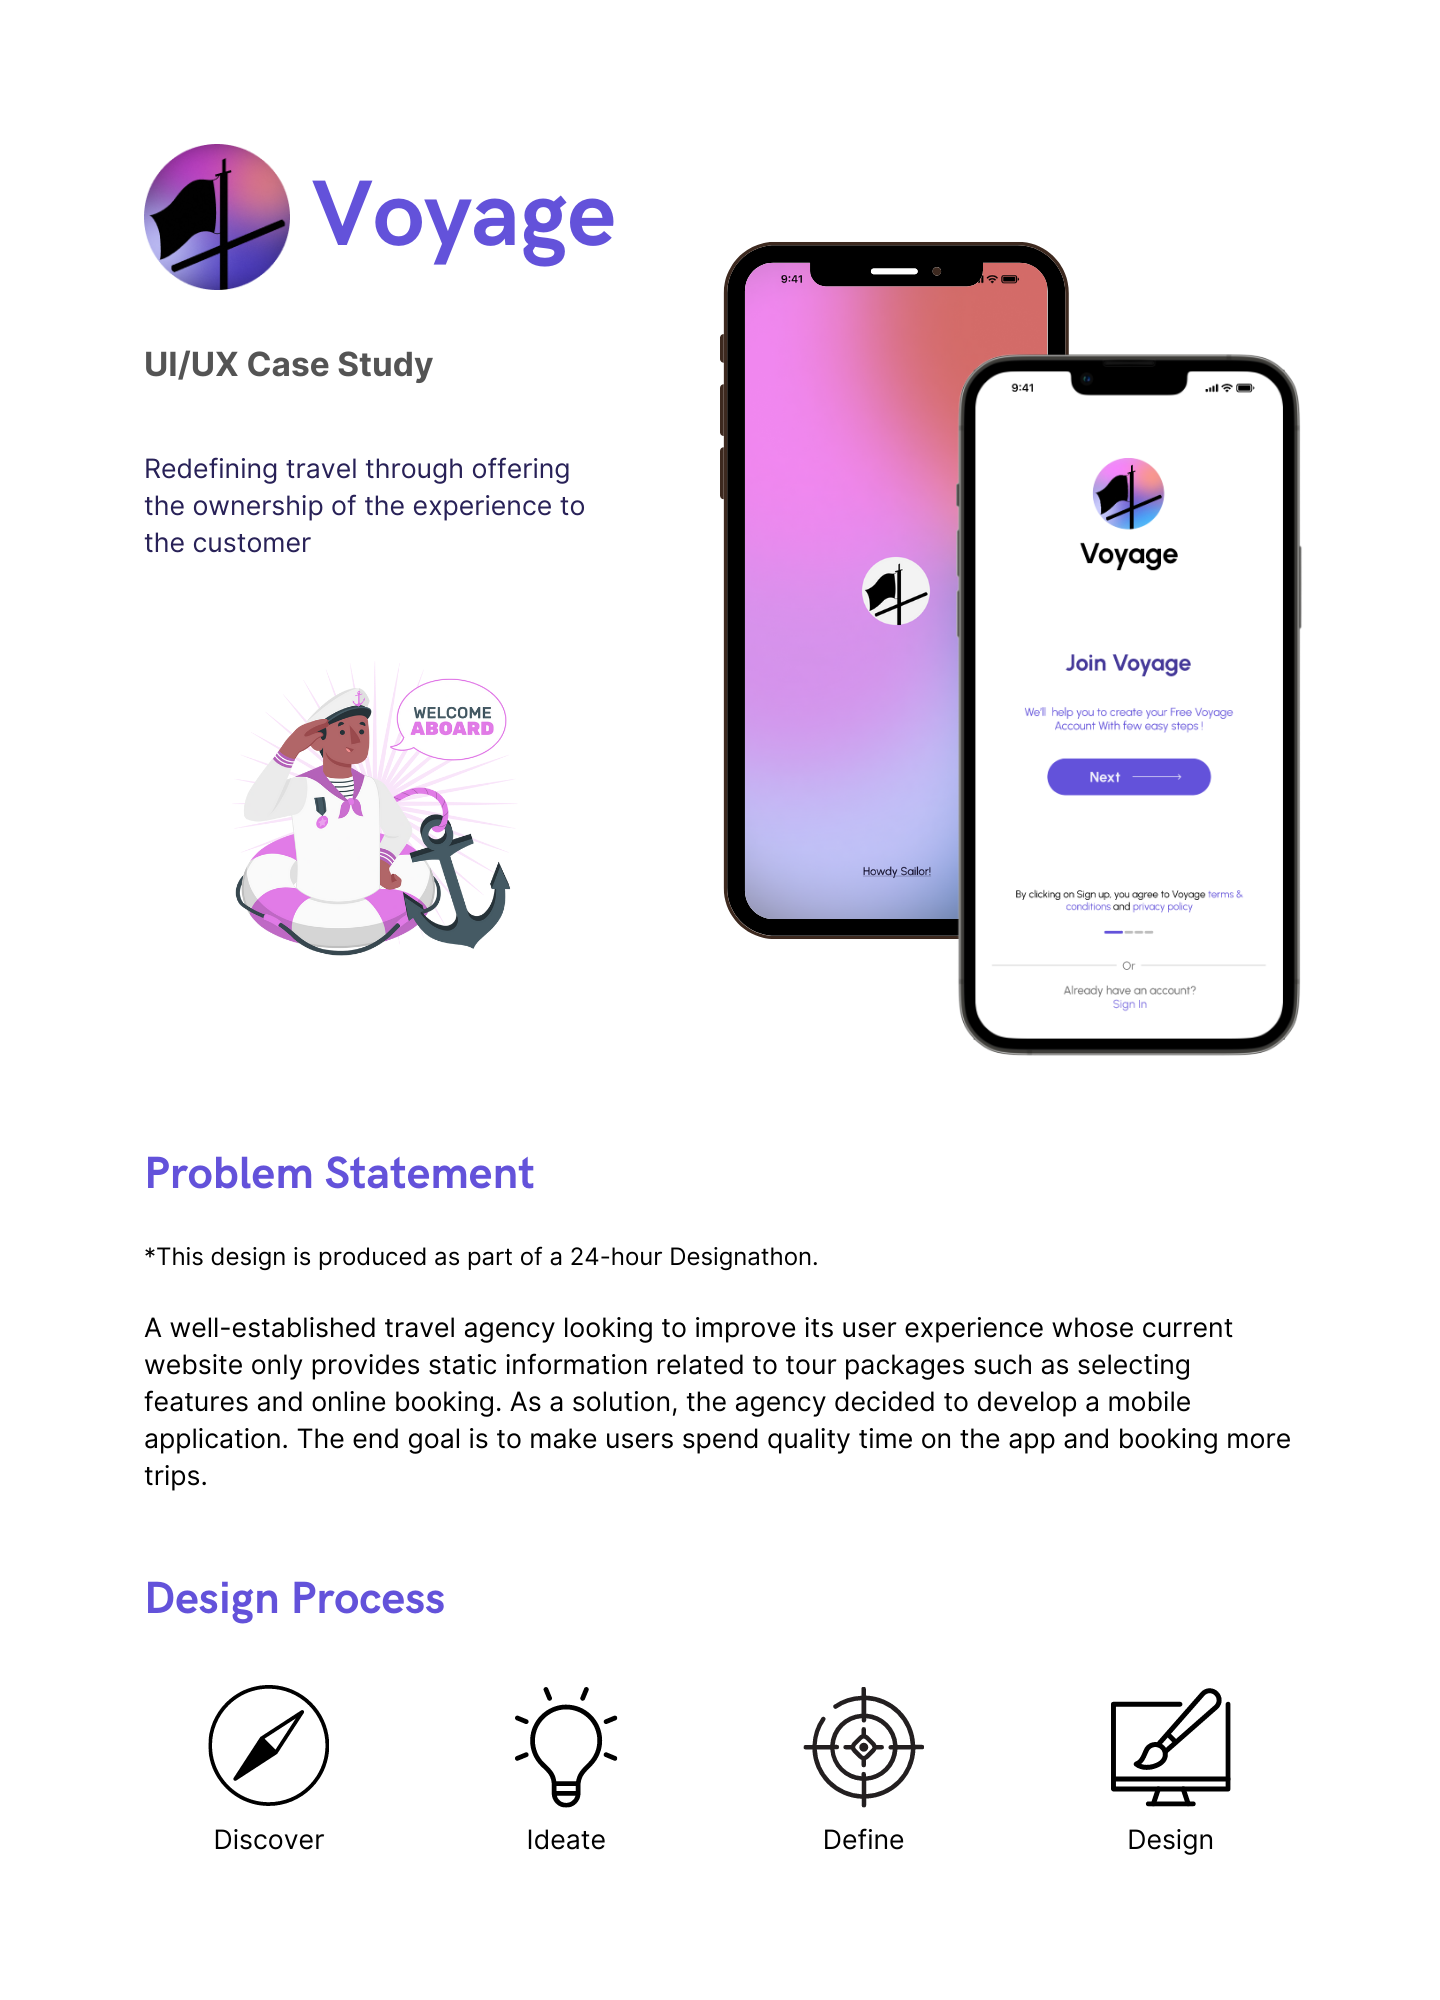 Voyage
UI/UX Case Study
Redefining travel through offering
the ownership of the experience to
the customer
WELCOME
ABOARD
9:41
Howdy Sailor!
9:41
Voyage
Join Voyage
We'll help you to create your Free Voyage
Account With few easy steps !
Next
By clicking on Sign up, you agree to Voyage terms &
conditions and privacy policy
Or
Already have an account?
Sign In
Problem Statement
*This design is produced as part of a 24-hour Designathon.
A well-established travel agency looking to improve its user experience whose current
website only provides static information related to tour packages such as selecting
features and online booking. As a solution, the agency decided to develop a mobile
application. The end goal is to make users spend quality time on the app and booking more
trips.
Design Process
Discover
Ideate
Define
Design